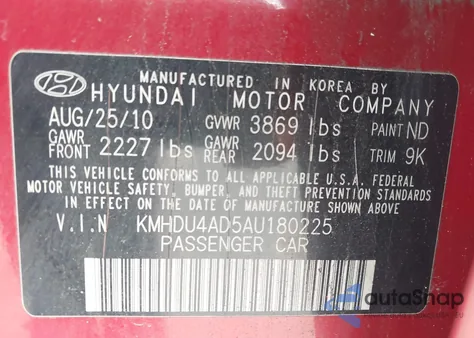 MANUFACTURED IN KOREA BY
HYUNDAI MOTOR COMPANY
AUG/25/10 GVWR 3869 lbs PAINT ND
GAWR FRONT 2227 lbs GAWR REAR 2094 lbs TRIM 9K
THIS VEHICLE CONFORMS TO ALL APPLICABLE U.S.A. FEDERAL
MOTOR VEHICLE SAFETY, BUMPER, AND THEFT PREVENTION STANDARDS
IN EFFECT ON THE DATE OF MANUFACTURE SHOWN ABOVE
V.I.N KMHDU4AD5AU180225
PASSENGER CAR
autoSnap